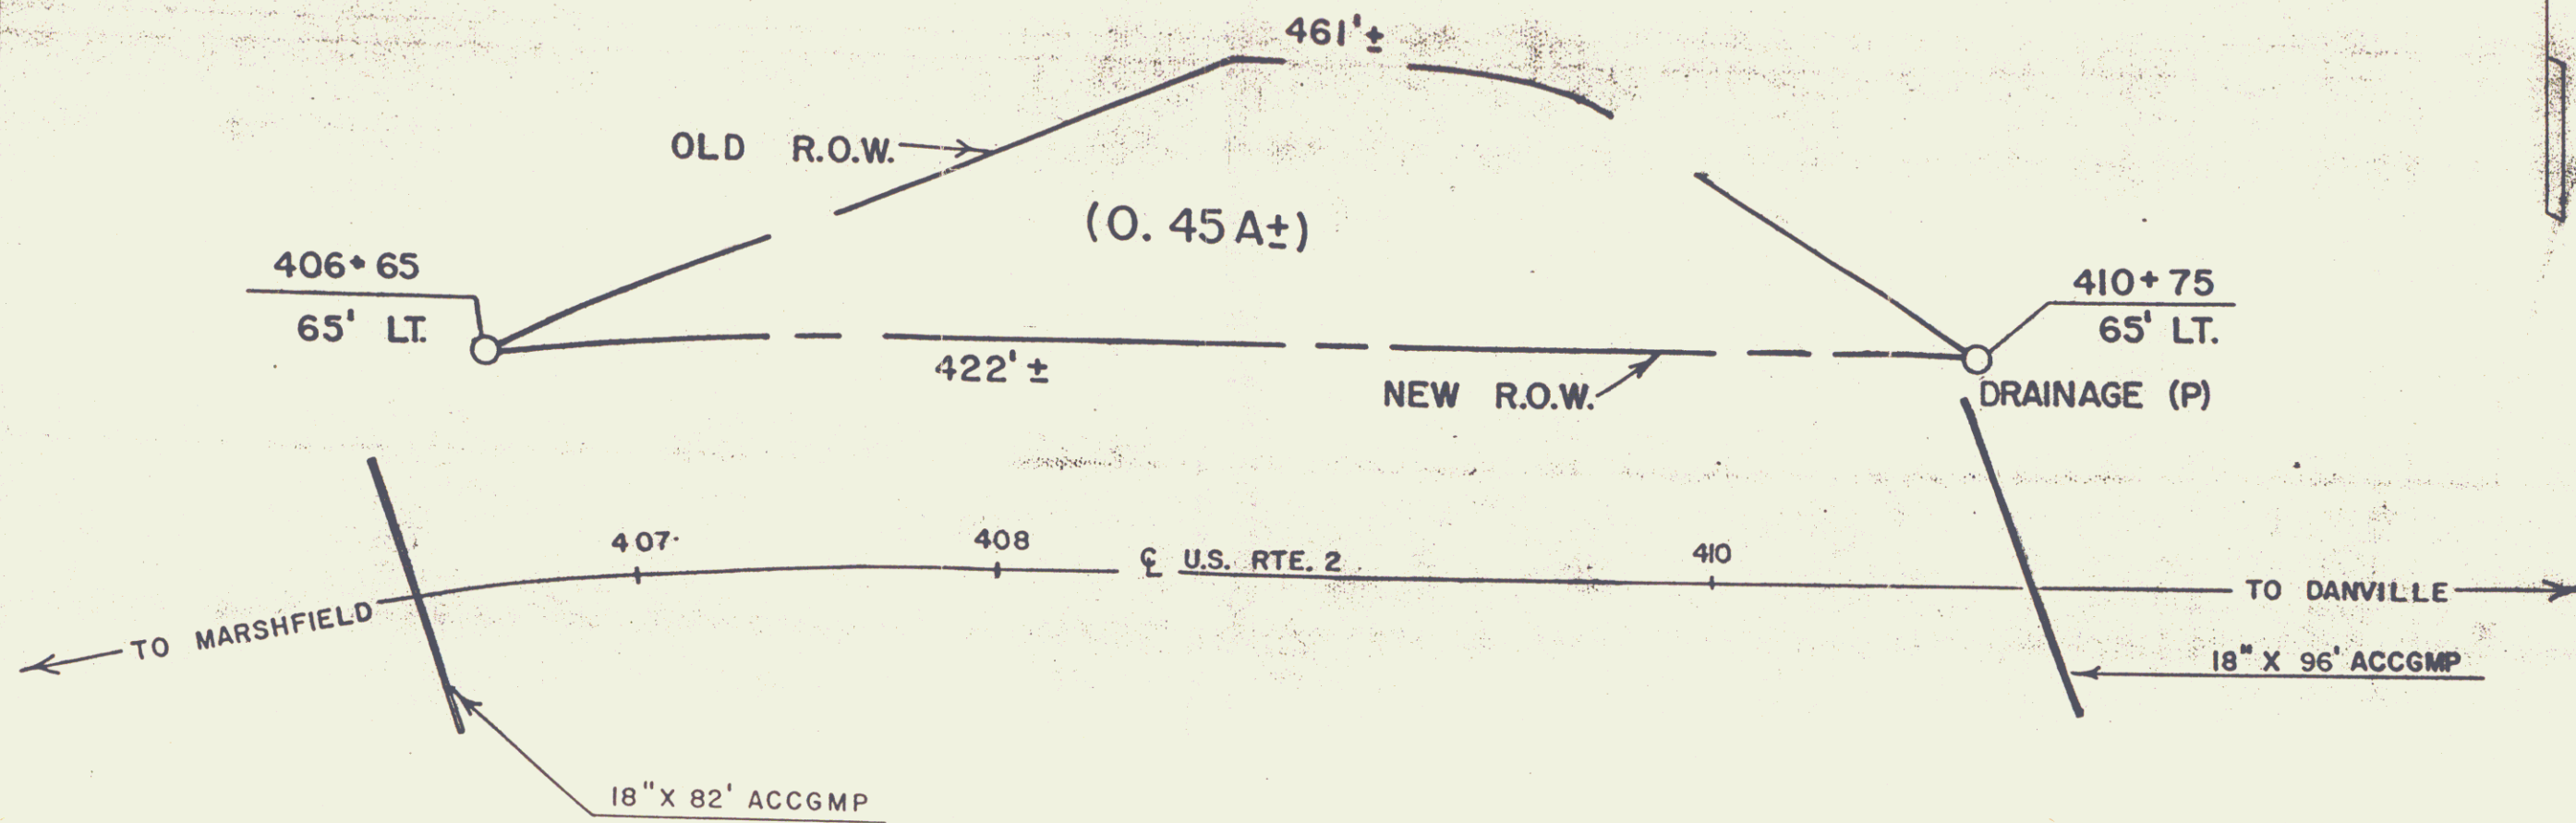 461'±
OLD R.O.W.
(0.45 A±)
406+65
65' LT.
410+75
65' LT.
422'±
NEW R.O.W.
DRAINAGE (P)
407
408
℄ U.S. RTE. 2
410
TO MARSHFIELD
TO DANVILLE
18" X 96' ACCGMP
18" X 82' ACCGMP